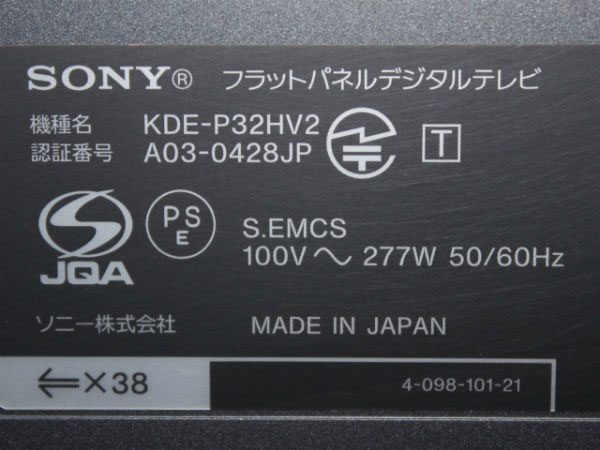 SONY® フラットパネルデジタルテレビ
機種名 KDE-P32HV2
認証番号 A03-0428JP
T
PS
E
JQA
S.EMCS
100V～ 277W 50/60Hz
ソニー株式会社 MADE IN JAPAN
⇐×38 4-098-101-21